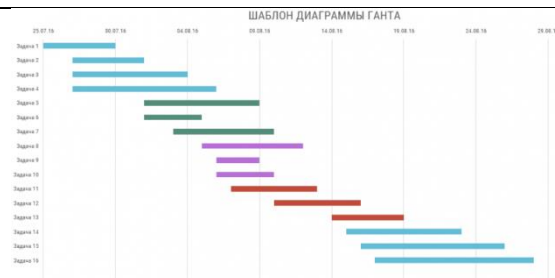 ШАБЛОН ДИАГРАММЫ ГАНТА
25.07.16 30.07.16 04.08.16 09.08.16 14.08.16 19.08.16 24.08.16 29.08.1
Задача 1
Задача 2
Задача 3
Задача 4
Задача 5
Задача 6
Задача 7
Задача 8
Задача 9
Задача 10
Задача 11
Задача 12
Задача 13
Задача 14
Задача 15
Задача 16